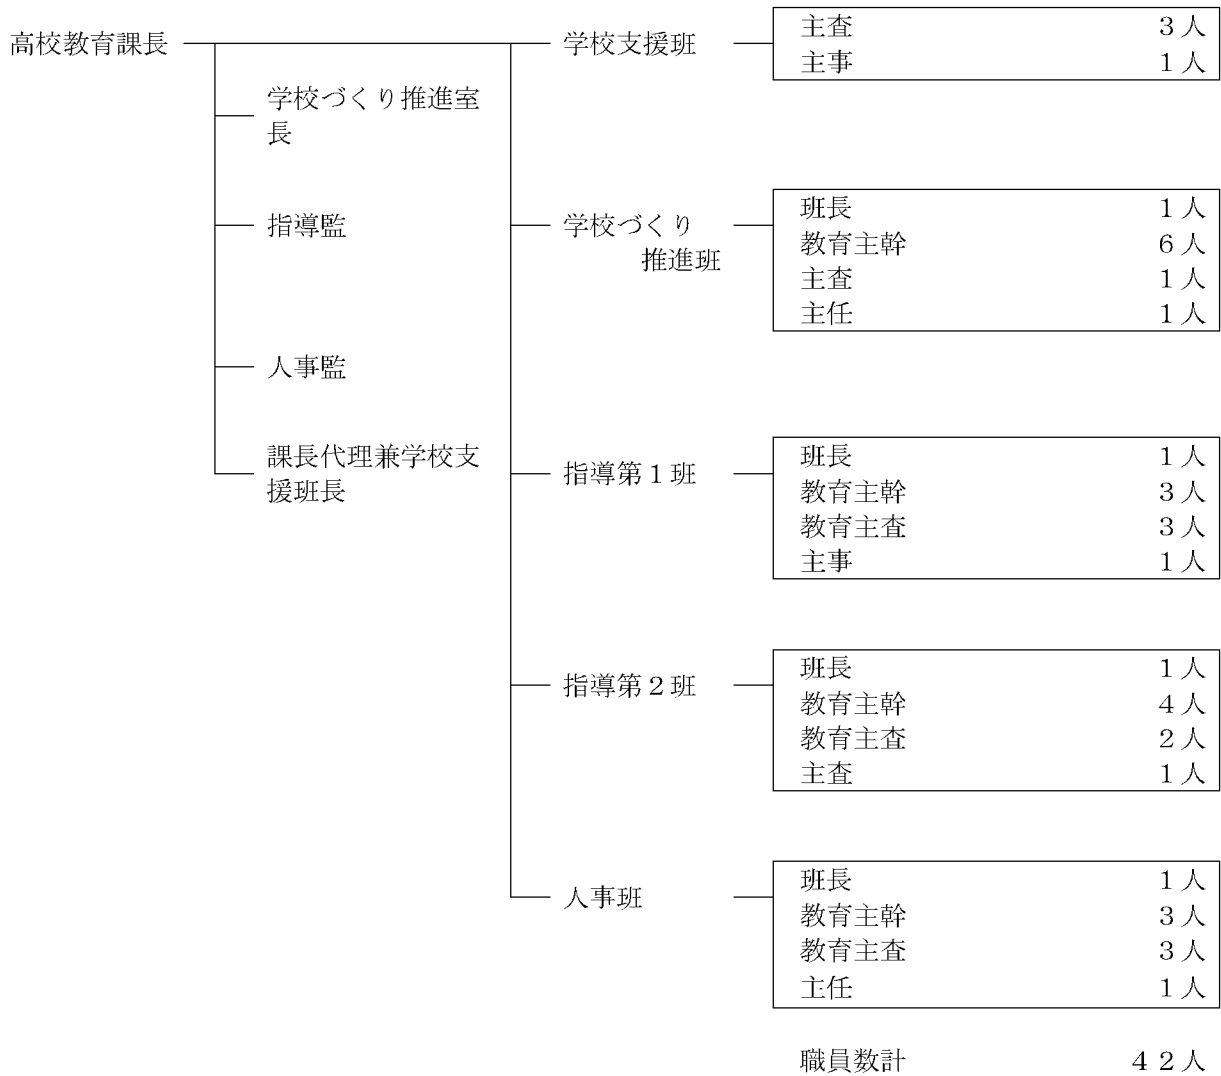 高校教育課長
学校づくり推進室
長
指導監
人事監
課長代理兼学校支
援班長
学校支援班
主査 3人
主事 1人
学校づくり
推進班
班長 1人
教育主幹 6人
主査 1人
主任 1人
指導第1班
班長 1人
教育主幹 3人
教育主査 3人
主事 1人
指導第2班
班長 1人
教育主幹 4人
教育主査 2人
主査 1人
人事班
班長 1人
教育主幹 3人
教育主査 3人
主任 1人
職員数計 42人